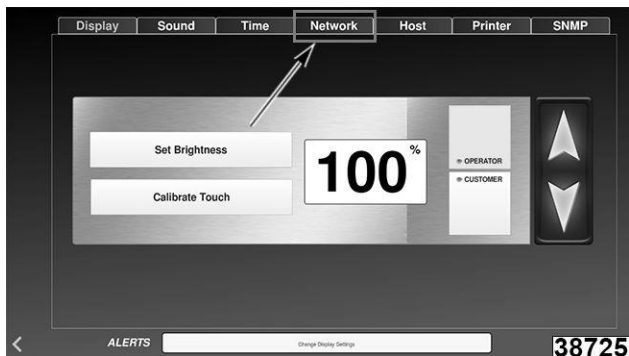 Display Sound Time Network Host Printer SNMP
Set Brightness
100%
OPERATOR
CUSTOMER
Calibrate Touch
ALERTS Change Display Settings
38725